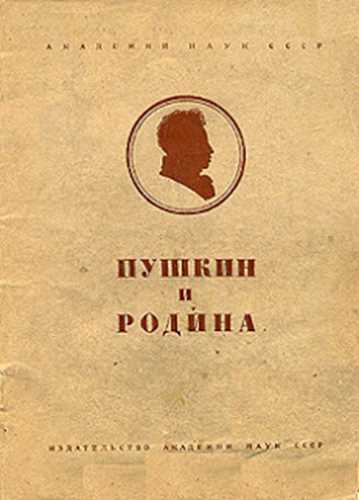 АКАДЕМИЯ НАУК СССР
ПУШКИН
И
РОДИНА
ИЗДАТЕЛЬСТВО АКАДЕМИИ НАУК СССР